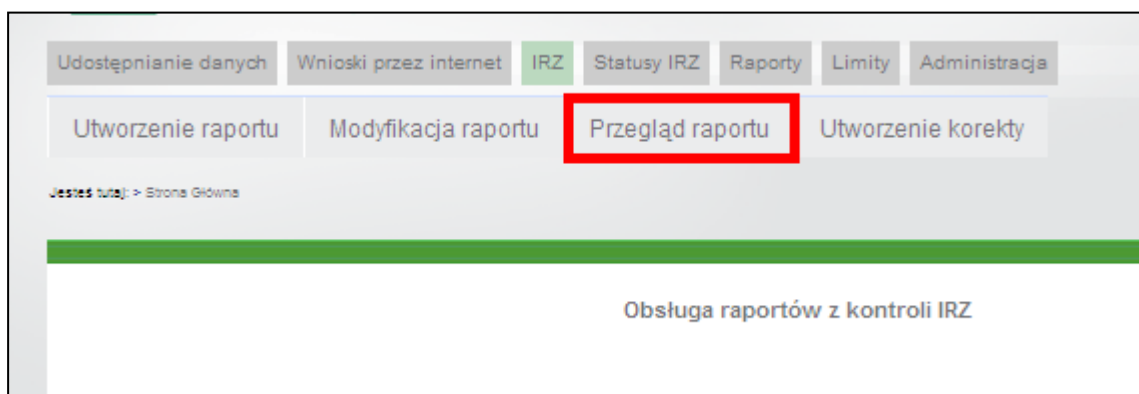 Udostępnianie danych Wnioski przez internet IRZ Statusy IRZ Raporty Limity Administracja
Utworzenie raportu Modyfikacja raportu Przegląd raportu Utworzenie korekty
Jesteś tutaj: > Strona Główna
Obsługa raportów z kontroli IRZ